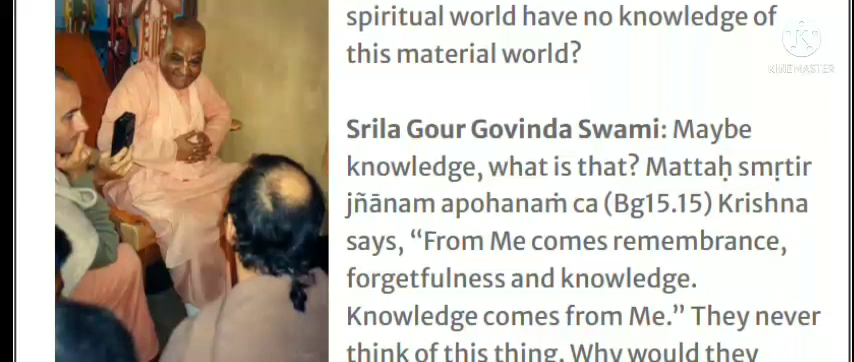 spiritual world have no knowledge of
this material world?
KINEMASTER
Srila Gour Govinda Swami: Maybe
knowledge, what is that? Mattaḥ smṛtir
jñānam apohanaṁ ca (Bg15.15) Krishna
says, “From Me comes remembrance,
forgetfulness and knowledge.
Knowledge comes from Me.” They never
think of this thing. Why would they